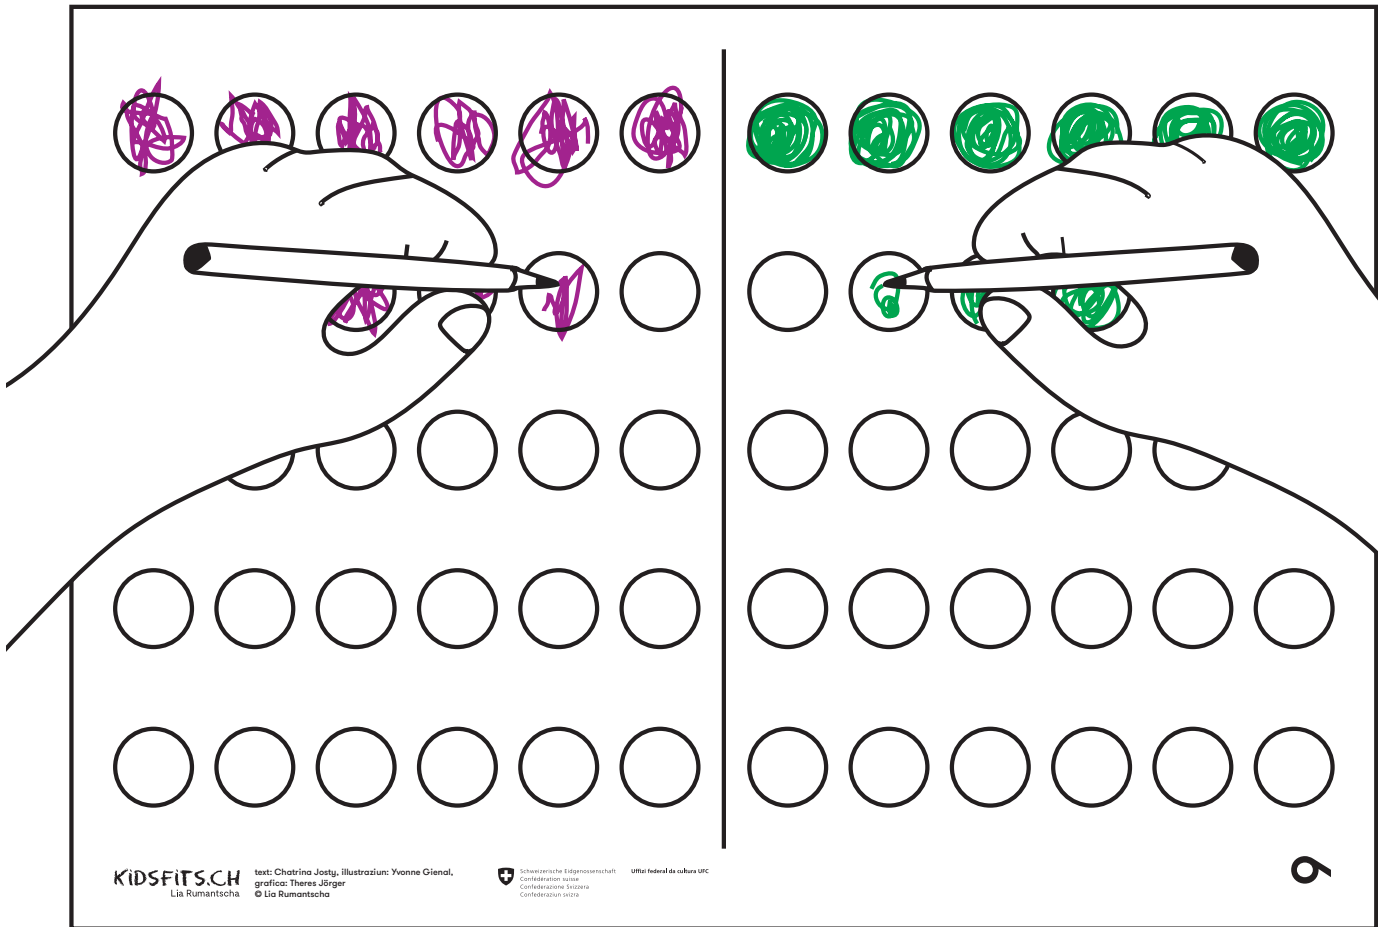 KiDSFiTS.CH
Lia Rumantscha
text: Chatrina Josty, illustraziun: Yvonne Gienal,
grafica: Theres Jörger
© Lia Rumantscha
Schweizerische Eidgenossenschaft
Confédération suisse
Confederazione Svizzera
Confederaziun svizra
Uffizi federal da cultura UFC
9